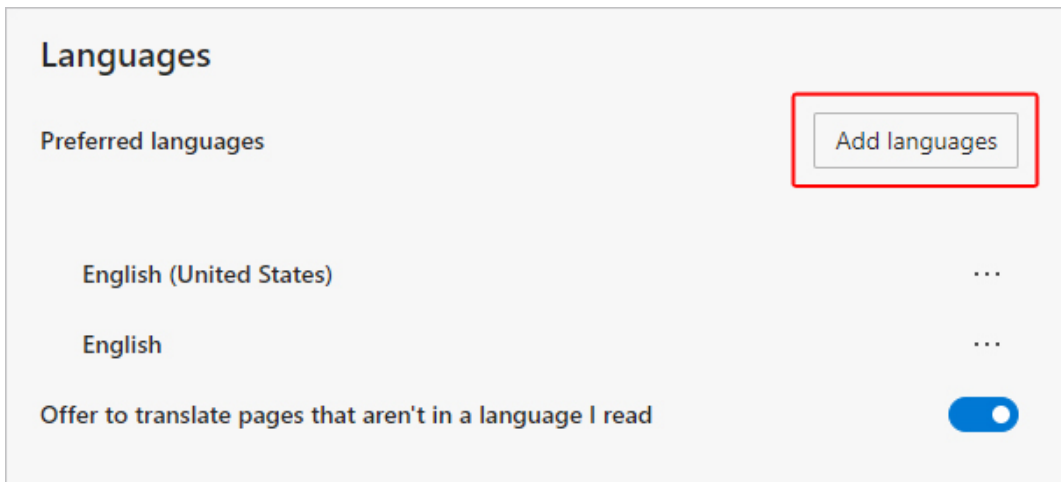 Languages
Preferred languages
Add languages
English (United States)
...
English
...
Offer to translate pages that aren't in a language I read